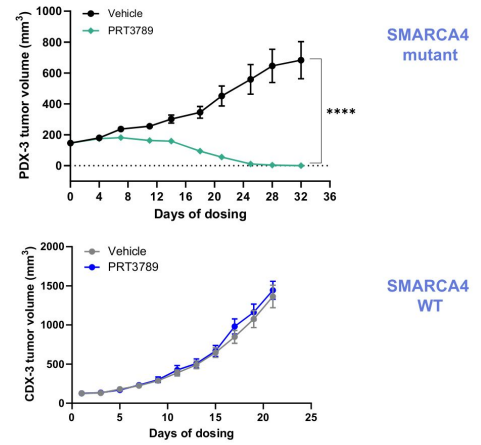 Vehicle
PRT3789
PDX-3 tumor volume (mm³)
1000
800
600
400
200
0
****
0 4 8 12 16 20 24 28 32 36
Days of dosing
SMARCA4
mutant
Vehicle
PRT3789
CDX-3 tumor volume (mm³)
2000
1500
1000
500
0
0 5 10 15 20 25
Days of dosing
SMARCA4
WT